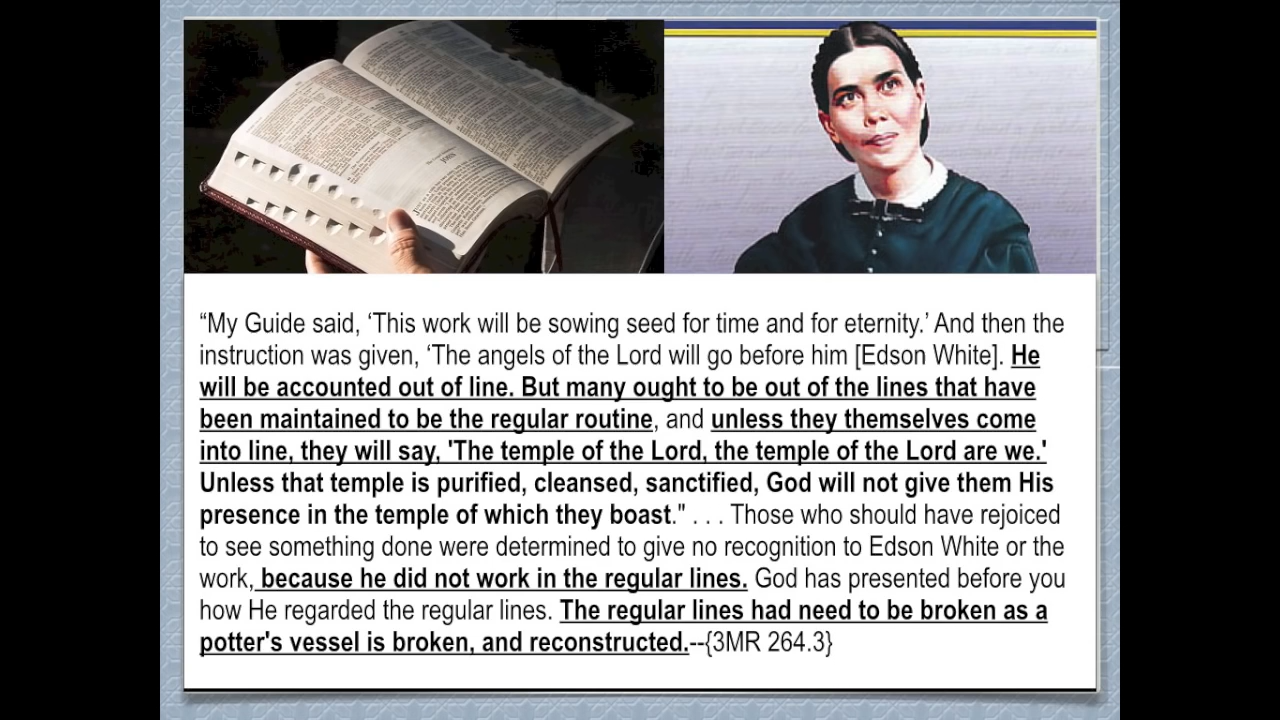 “My Guide said, ‘This work will be sowing seed for time and for eternity.’ And then the
instruction was given, ‘The angels of the Lord will go before him [Edson White]. He
will be accounted out of line. But many ought to be out of the lines that have
been maintained to be the regular routine, and unless they themselves come
into line, they will say, 'The temple of the Lord, the temple of the Lord are we.'
Unless that temple is purified, cleansed, sanctified, God will not give them His
presence in the temple of which they boast." . . . Those who should have rejoiced
to see something done were determined to give no recognition to Edson White or the
work, because he did not work in the regular lines. God has presented before you
how He regarded the regular lines. The regular lines had need to be broken as a
potter's vessel is broken, and reconstructed.--{3MR 264.3}